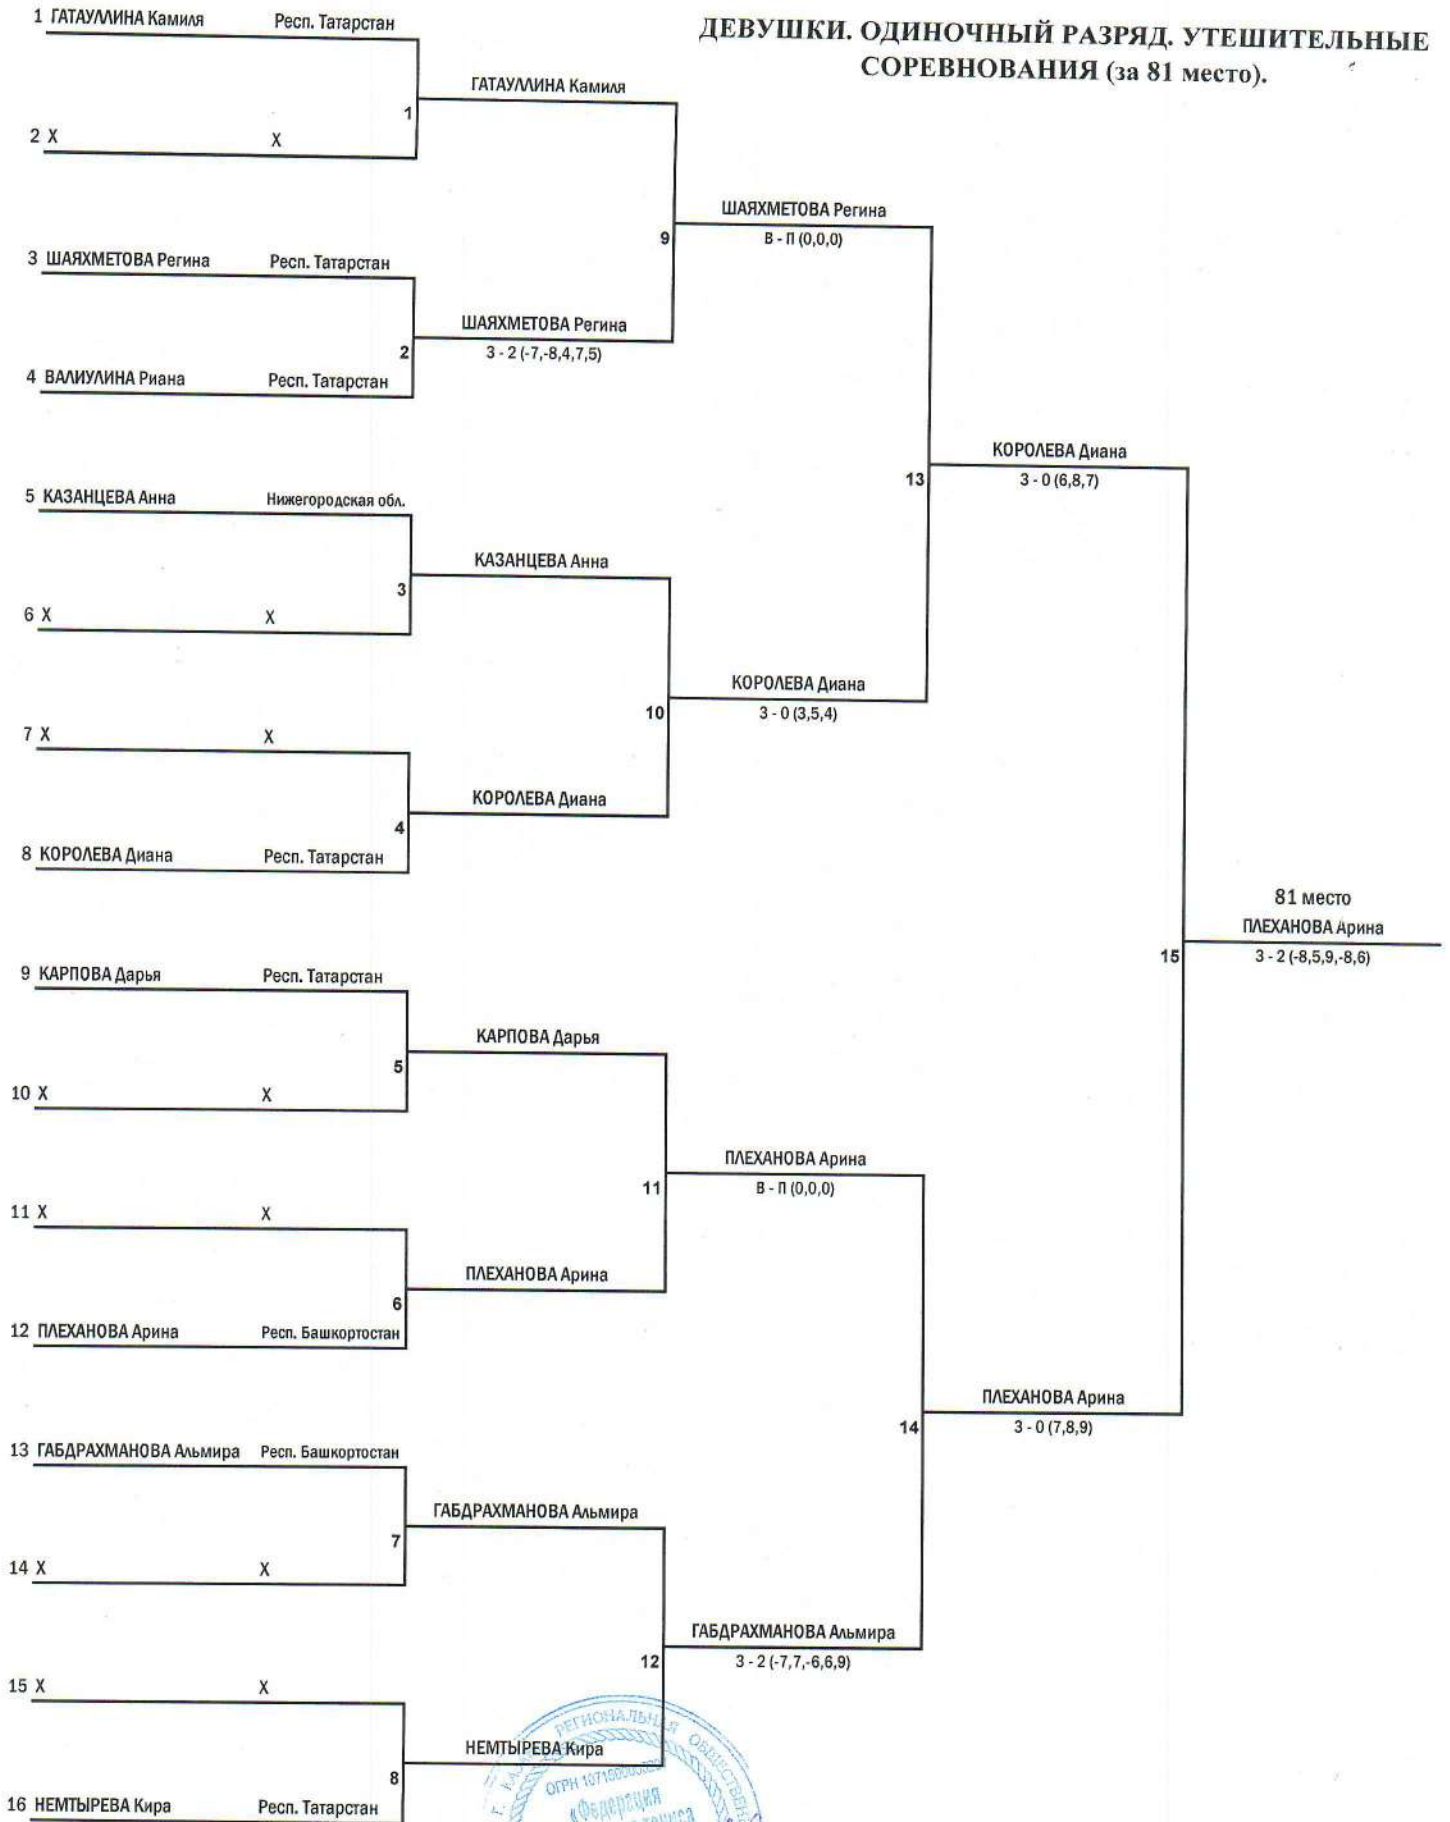 ДЕВУШКИ. ОДИНОЧНЫЙ РАЗРЯД. УТЕШИТЕЛЬНЫЕ
СОРЕВНОВАНИЯ (за 81 место).
1 ГАТАУЛЛИНА Камиля Респ. Татарстан
ГАТАУЛЛИНА Камиля
1
2 X X
ШАЯХМЕТОВА Регина
9 В - П (0,0,0)
3 ШАЯХМЕТОВА Регина Респ. Татарстан
ШАЯХМЕТОВА Регина
2 3 - 2 (-7,-8,4,7,5)
4 ВАЛИУЛИНА Риана Респ. Татарстан
КОРОЛЕВА Диана
13 3 - 0 (6,8,7)
5 КАЗАНЦЕВА Анна Нижегородская обл.
КАЗАНЦЕВА Анна
3
6 X X
КОРОЛЕВА Диана
10 3 - 0 (3,5,4)
7 X X
КОРОЛЕВА Диана
4
8 КОРОЛЕВА Диана Респ. Татарстан
81 место
ПЛЕХАНОВА Арина
15 3 - 2 (-8,5,9,-8,6)
9 КАРПОВА Дарья Респ. Татарстан
КАРПОВА Дарья
5
10 X X
ПЛЕХАНОВА Арина
11 В - П (0,0,0)
11 X X
ПЛЕХАНОВА Арина
6
12 ПЛЕХАНОВА Арина Респ. Башкортостан
ПЛЕХАНОВА Арина
14 3 - 0 (7,8,9)
13 ГАБДРАХМАНОВА Альмира Респ. Башкортостан
ГАБДРАХМАНОВА Альмира
7
14 X X
ГАБДРАХМАНОВА Альмира
12 3 - 2 (-7,7,-6,6,9)
15 X X
НЕМТЫРЕВА Кира
8
16 НЕМТЫРЕВА Кира Респ. Татарстан
РЕГИОНАЛЬНАЯ
ОГРН
«Федерация
тенниса